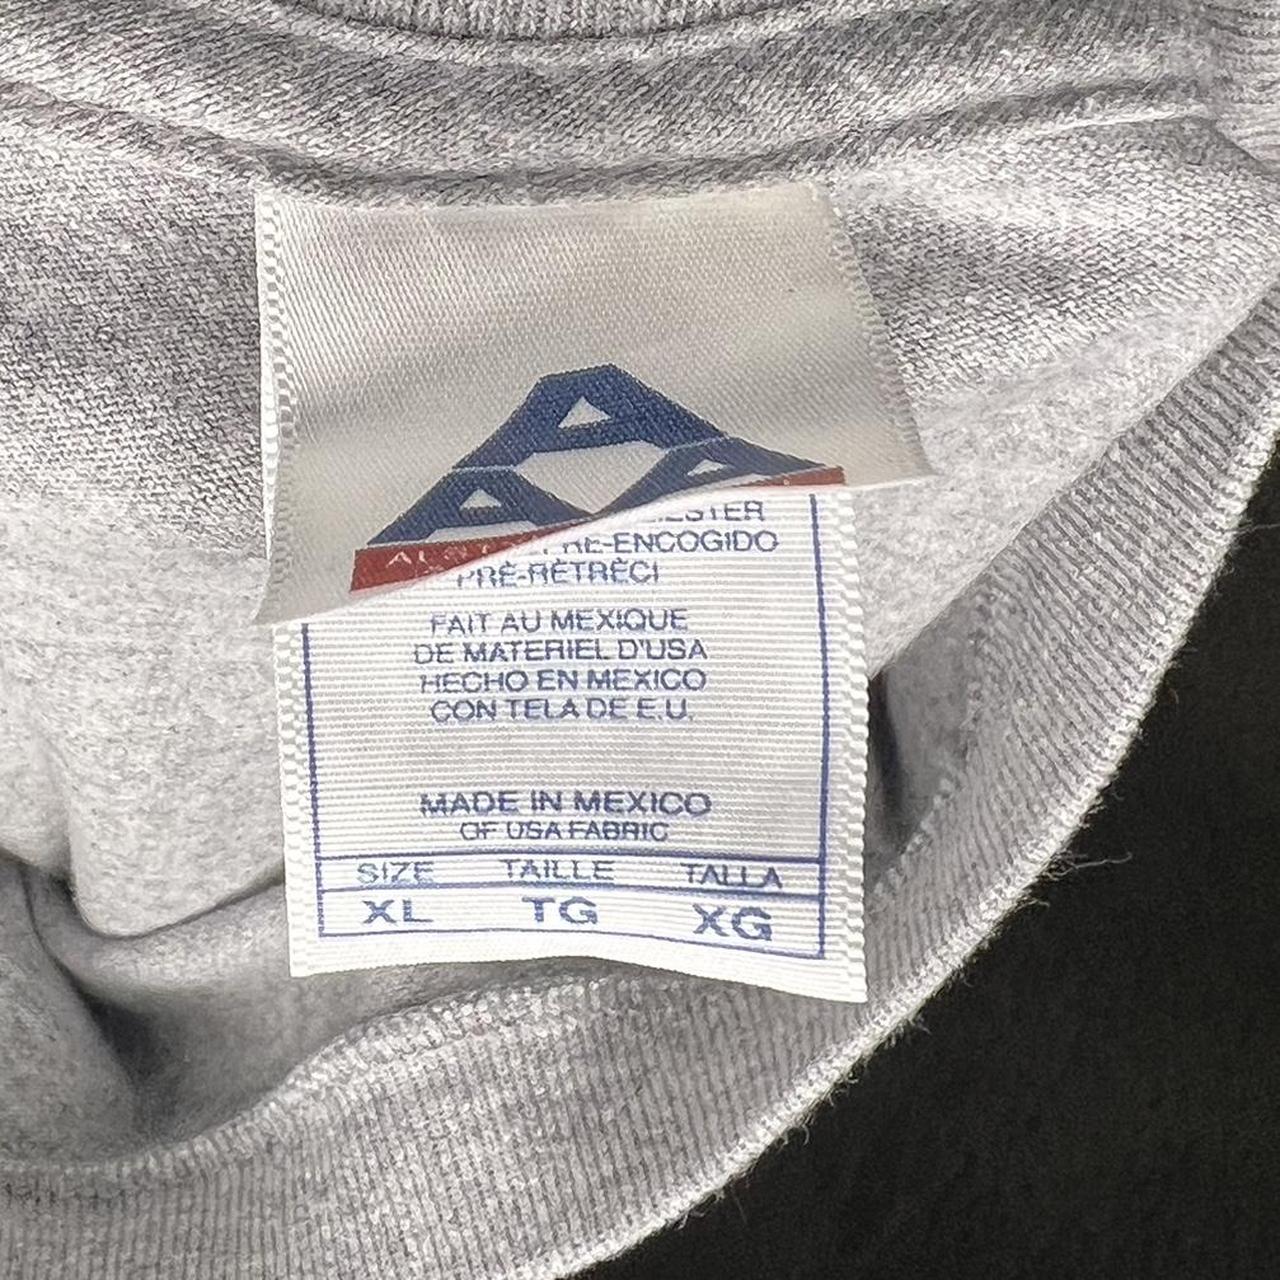 PRE-ENCOGIDO
PRÉ-RÉTRÉCI
FAIT AU MEXIQUE
DE MATERIEL D'USA
HECHO EN MEXICO
CON TELA DE E.U.
MADE IN MEXICO
OF USA FABRIC
SIZE TAILLE TALLA
XL TG XG